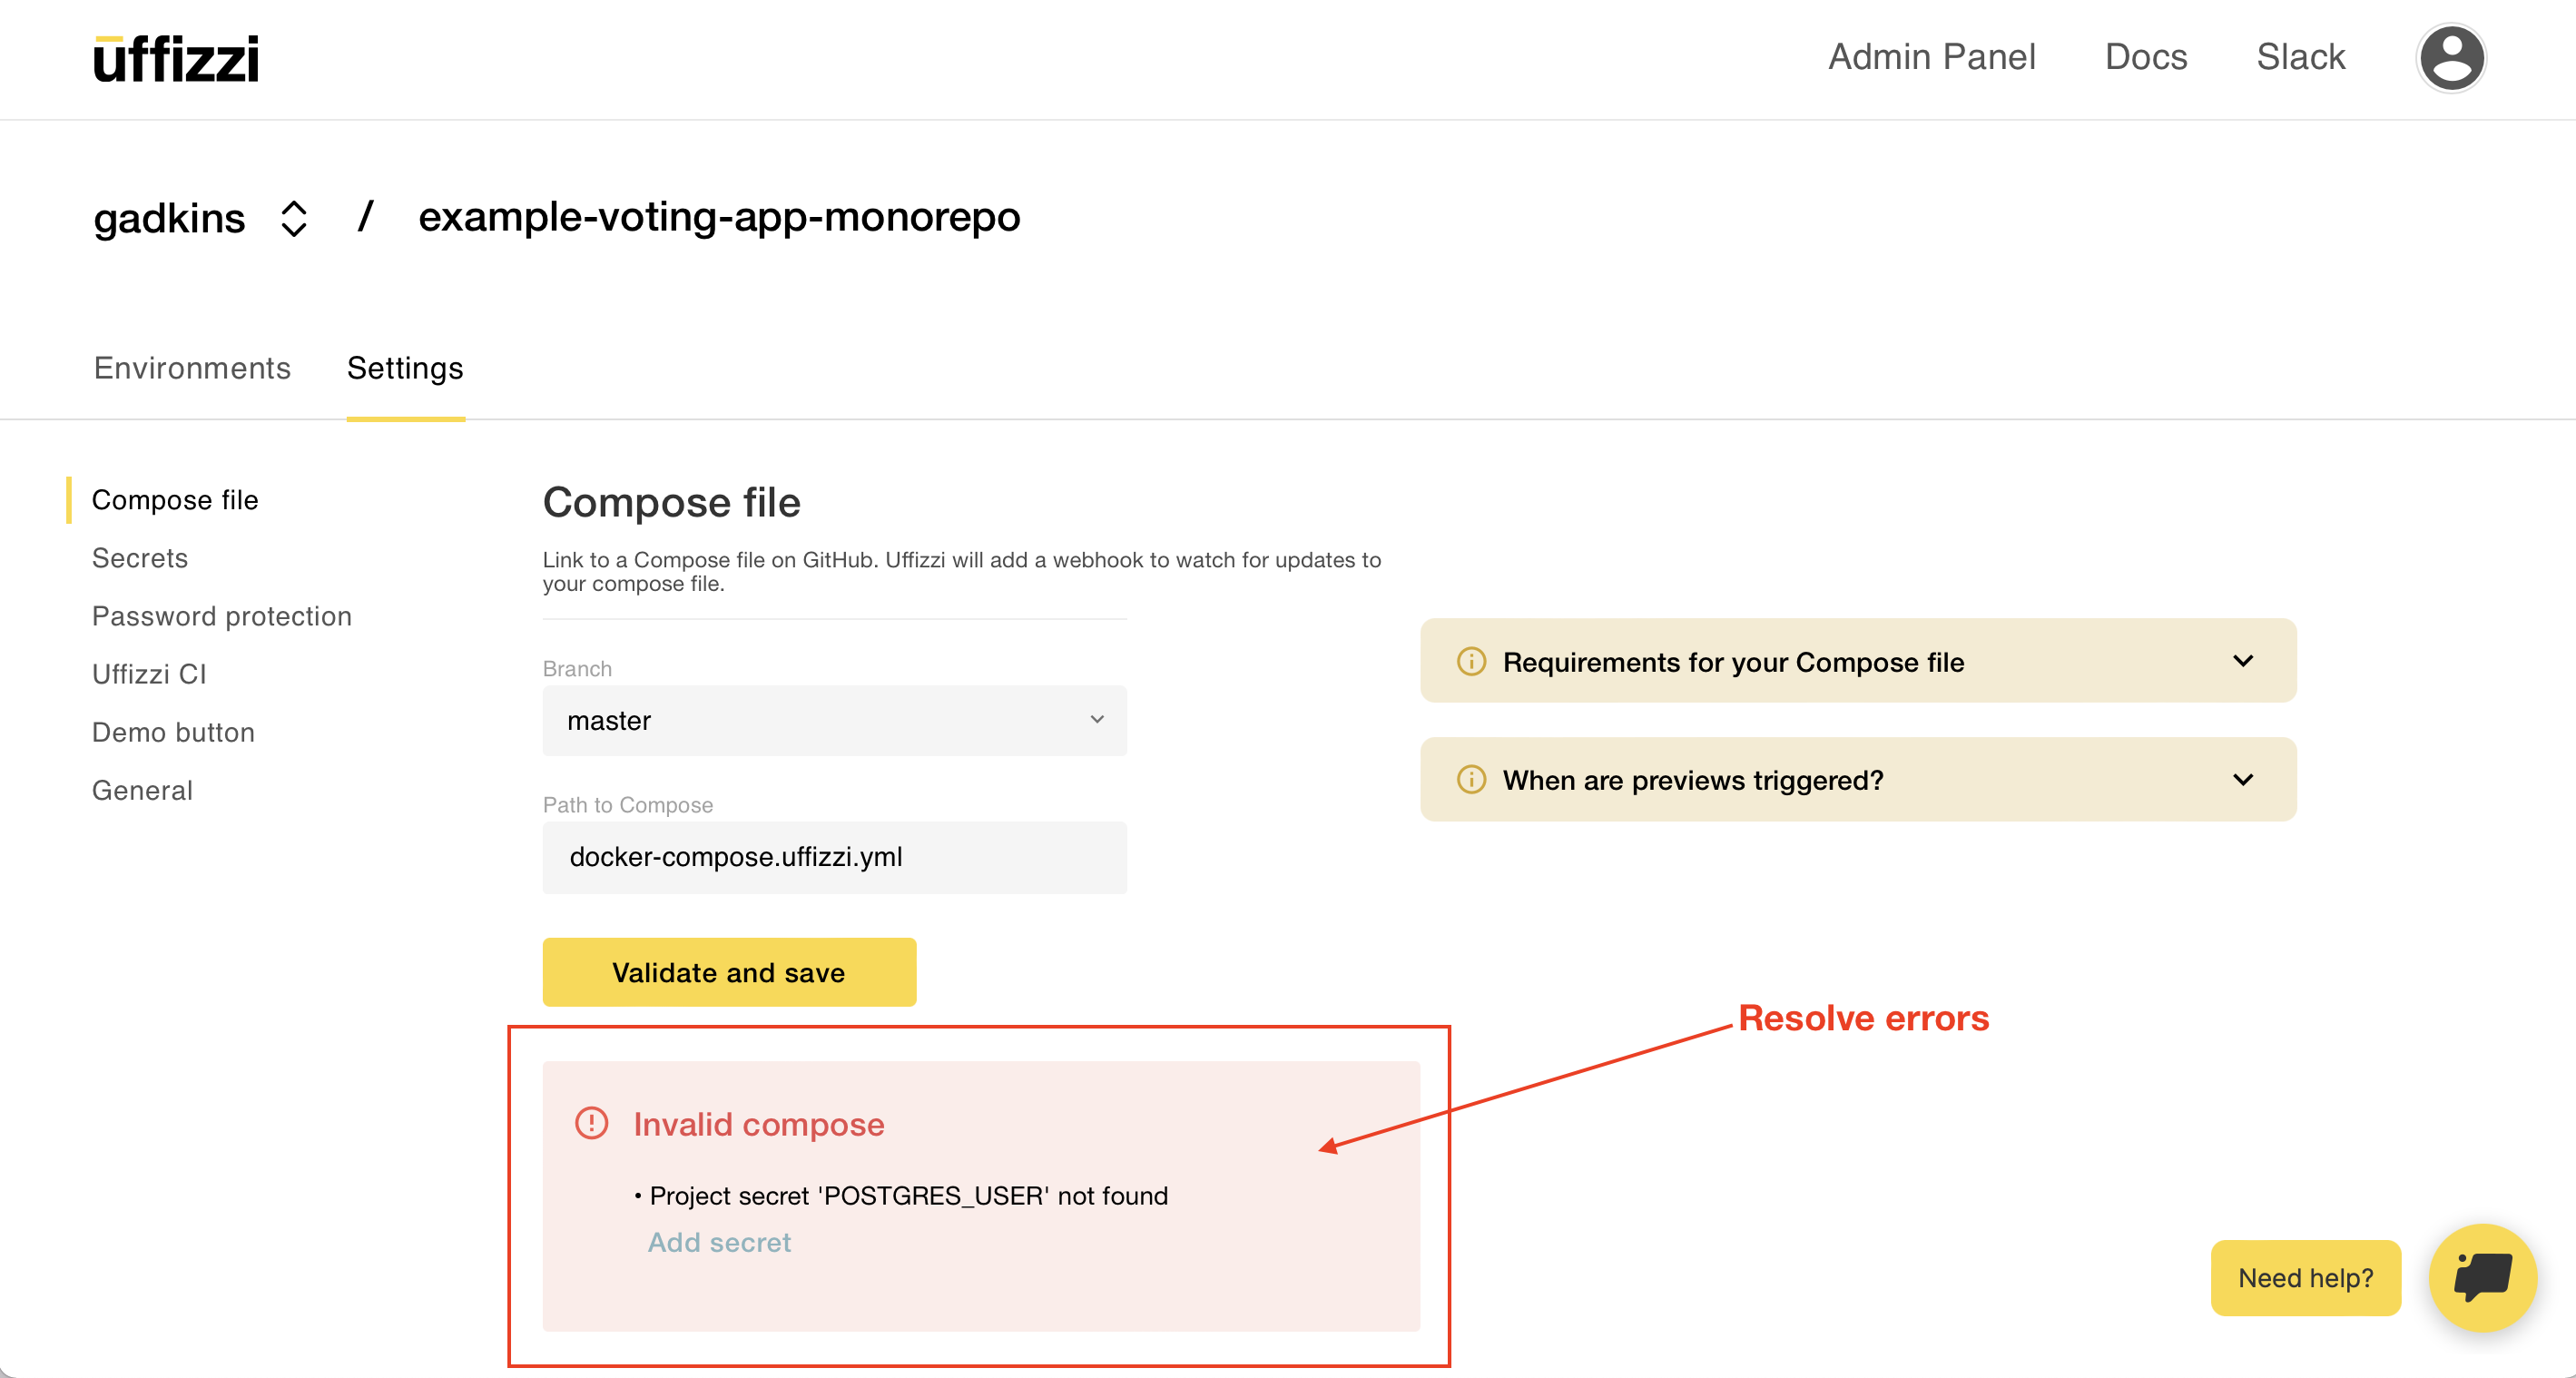 uffizzi
Admin Panel
Docs
Slack
gadkins
/
example-voting-app-monorepo
Environments
Settings
Compose file
Secrets
Password protection
Uffizzi CI
Demo button
General
Compose file
Link to a Compose file on GitHub. Uffizzi will add a webhook to watch for updates to
your compose file.
Branch
master
Path to Compose
docker-compose.uffizzi.yml
Validate and save
Requirements for your Compose file
When are previews triggered?
Resolve errors
Invalid compose
• Project secret 'POSTGRES_USER' not found
Add secret
Need help?